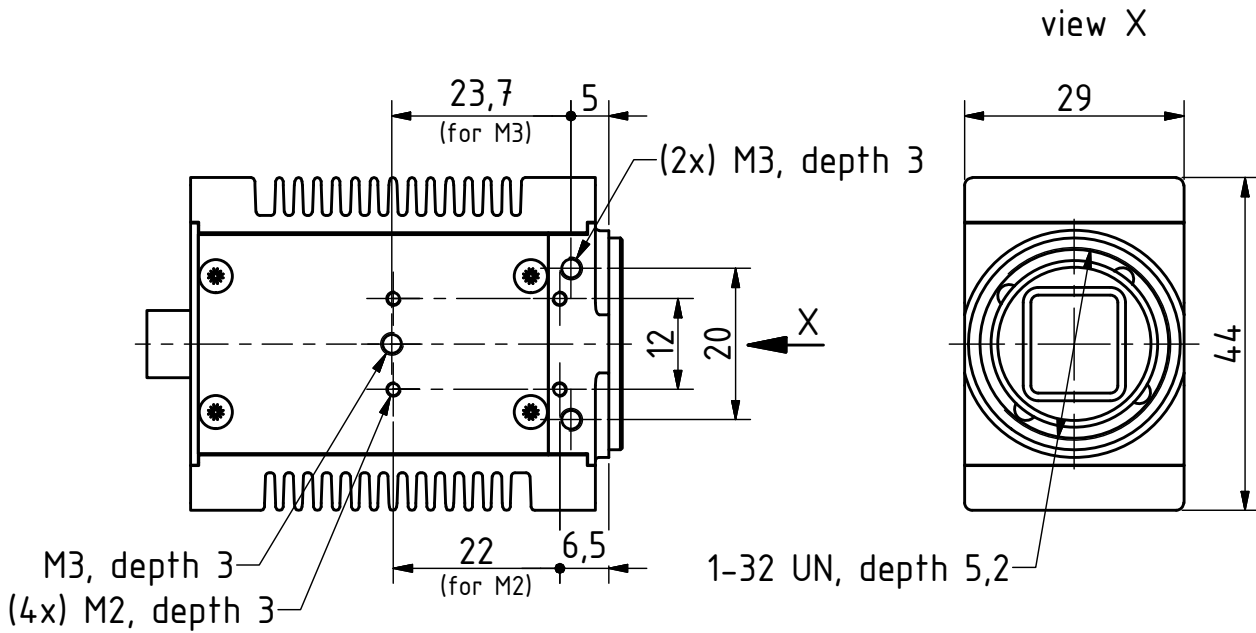 view X
23,7
(for M3)
5
29
(2x) M3, depth 3
12
20
X
44
M3, depth 3
22
(for M2)
6,5
1-32 UN, depth 5,2
(4x) M2, depth 3